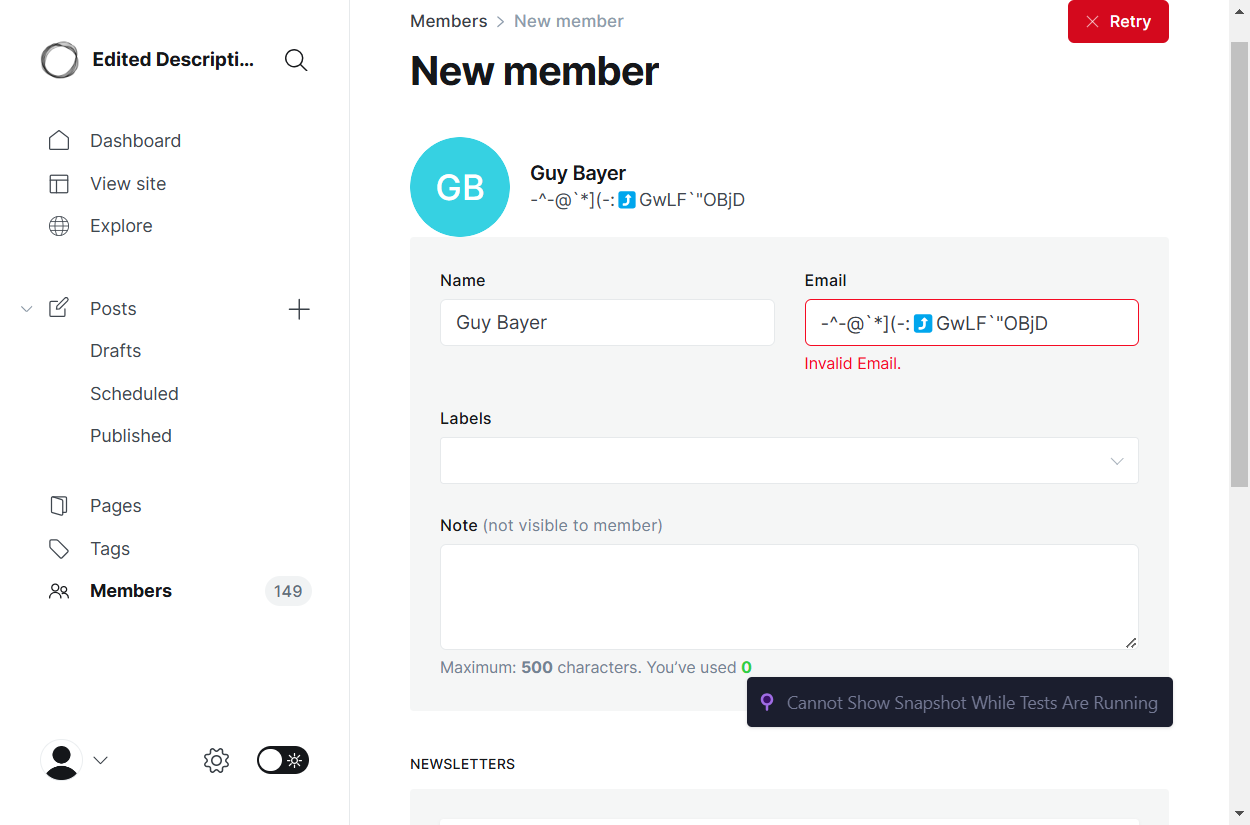 Edited Descripti...
Dashboard
View site
Explore
Posts
Drafts
Scheduled
Published
Pages
Tags
Members 149
Members > New member
Retry
New member
GB
Guy Bayer
-^-@`*](-:⤴️GwLF`"OBjD
Name
Guy Bayer
Email
-^-@`*](-:⤴️GwLF`"OBjD
Invalid Email.
Labels
Note (not visible to member)
Maximum: 500 characters. You’ve used 0
Cannot Show Snapshot While Tests Are Running
NEWSLETTERS